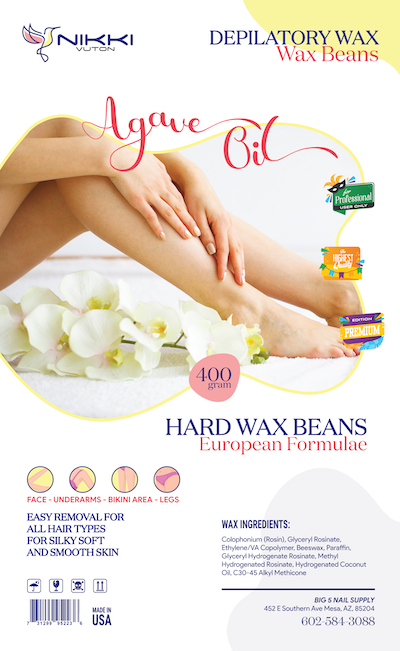 NIKKI
VUTON
DEPILATORY WAX
Wax Beans
Agave
Oil
for
Professional
USER ONLY
HIGHEST
Quality
EDITION
PREMIUM
400
gram
HARD WAX BEANS
European Formulae
FACE - UNDERARMS - BIKINI AREA - LEGS
EASY REMOVAL FOR
ALL HAIR TYPES
FOR SILKY SOFT
AND SMOOTH SKIN
WAX INGREDIENTS:
Colophonium (Rosin), Glyceryl Rosinate,
Ethylene/VA Copolymer, Beeswax, Paraffin,
Glyceryl Hydrogenate Rosinate, Methyl
Hydrogenated Rosinate, Hydrogenated Coconut
Oil, C30-45 Alkyl Methicone
MADE IN
USA
BIG 5 NAIL SUPPLY
452 E Southern Ave Mesa, AZ, 85204
602-584-3088